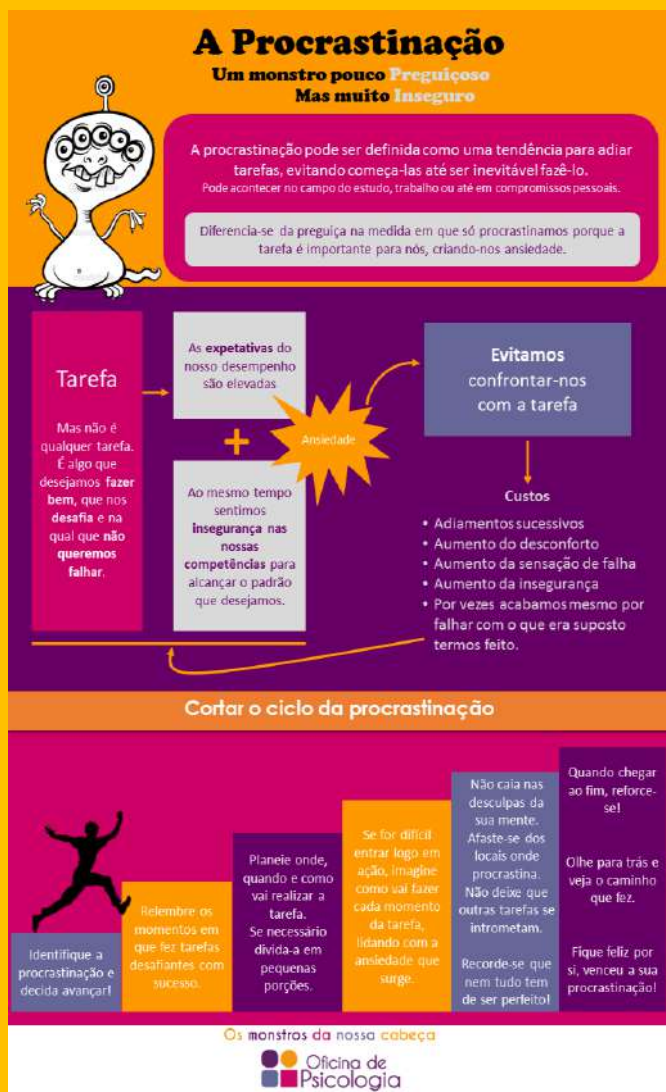 A Procrastinação
Um monstro pouco Preguiçoso
Mas muito Inseguro
A procrastinação pode ser definida como uma tendência para adiar
tarefas, evitando começa-las até ser inevitável fazê-lo.
Pode acontecer no campo do estudo, trabalho ou até em compromissos pessoais.
Diferencia-se da preguiça na medida em que só procrastinamos porque a
tarefa é importante para nós, criando-nos ansiedade.
Tarefa
Mas não é
qualquer tarefa.
É algo que
desejamos fazer
bem, que nos
desafia e na
qual que não
queremos
falhar.
As expetativas do
nosso desempenho
são elevadas
+
Ao mesmo tempo
sentimos
insegurança nas
nossas
competências para
alcançar o padrão
que desejamos.
Ansiedade
Evitamos
confrontar-nos
com a tarefa
Custos
• Adiamentos sucessivos
• Aumento do desconforto
• Aumento da sensação de falha
• Aumento da insegurança
• Por vezes acabamos mesmo por
falhar com o que era suposto
termos feito.
Cortar o ciclo da procrastinação
Identifique a
procrastinação e
decida avançar!
Relembre os
momentos em
que fez tarefas
desafiantes com
sucesso.
Planeie onde,
quando e como
vai realizar a
tarefa.
Se necessário
divida-a em
pequenas
porções.
Se for difícil
entrar logo em
ação, imagine
como vai fazer
cada momento
da tarefa,
lidando com a
ansiedade que
surge.
Não caia nas
desculpas da
sua mente.
Afaste-se dos
locais onde
procrastina.
Não deixe que
outras tarefas se
intrometam.
Recorde-se que
nem tudo tem
de ser perfeito!
Quando chegar
ao fim, reforce-
se!
Olhe para trás e
veja o caminho
que fez.
Fique feliz por
si, venceu a sua
procrastinação!
Os monstros da nossa cabeça
Oficina de
Psicologia